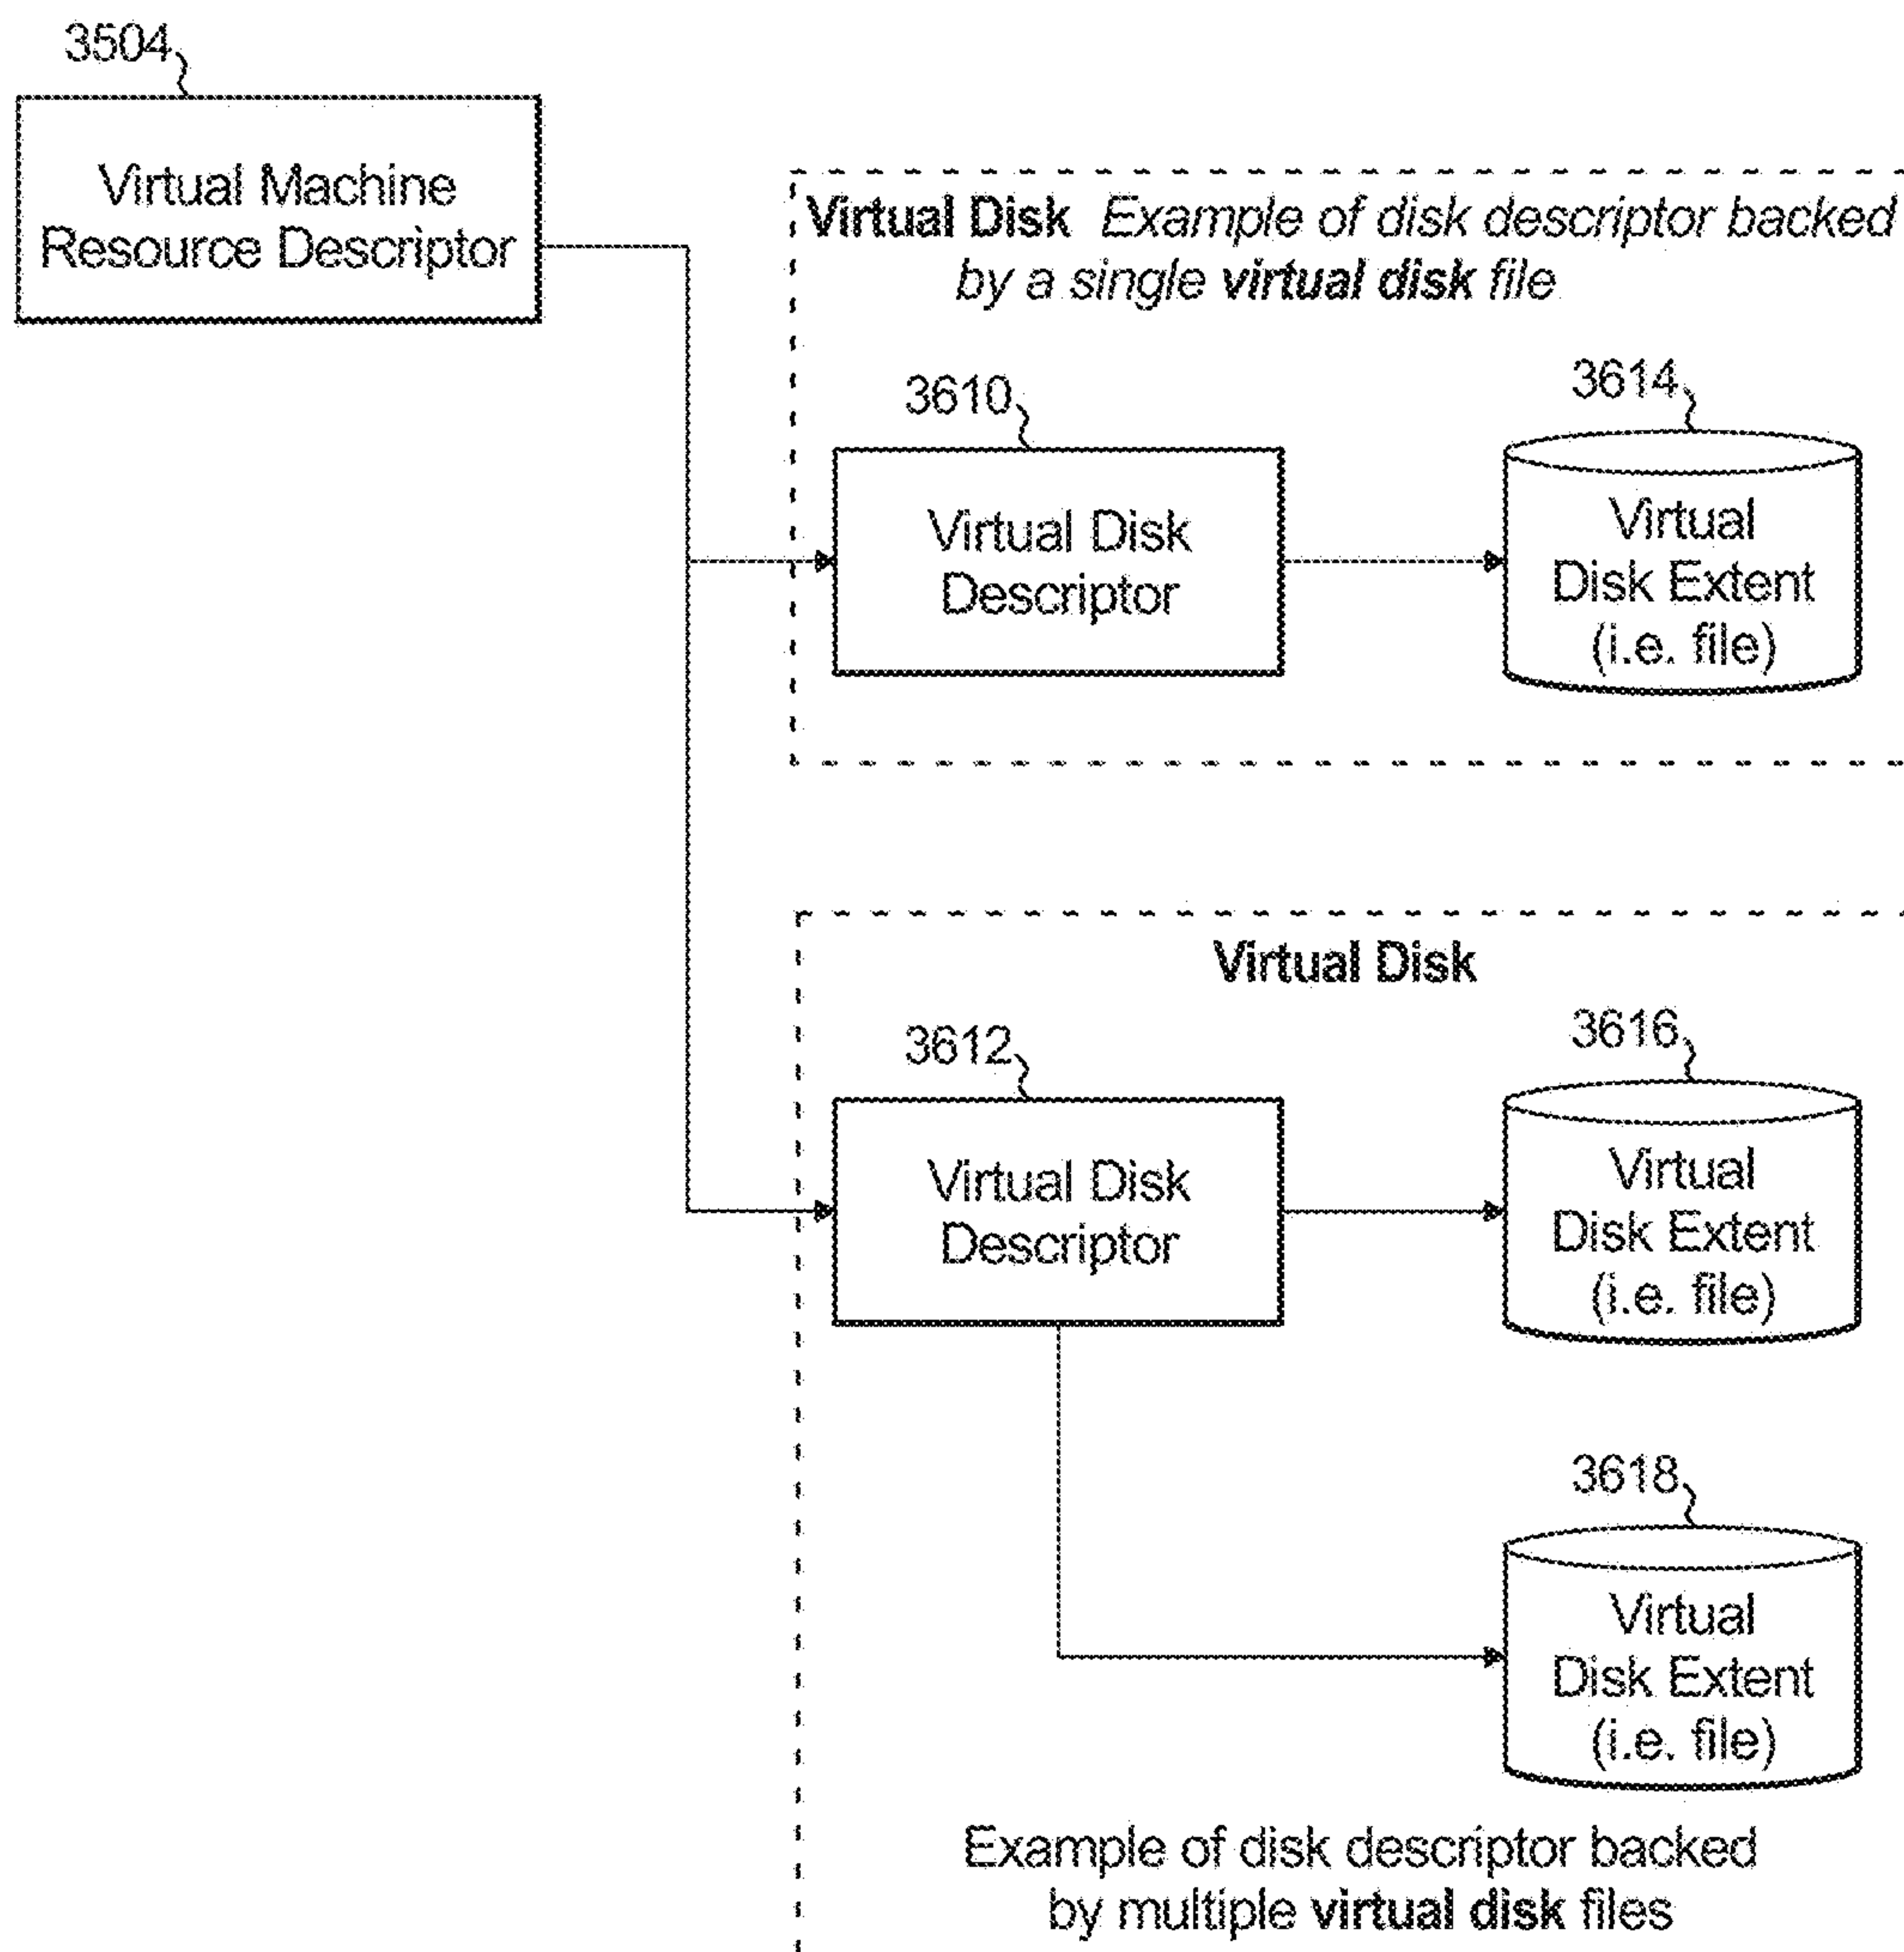 3504
Virtual Machine
Resource Descriptor
Virtual Disk Example of disk descriptor backed
by a single virtual disk file
3610
3614
Virtual Disk
Descriptor
Virtual
Disk Extent
(i.e. file)
Virtual Disk
3612
3616
Virtual Disk
Descriptor
Virtual
Disk Extent
(i.e. file)
3618
Virtual
Disk Extent
(i.e. file)
Example of disk descriptor backed
by multiple virtual disk files